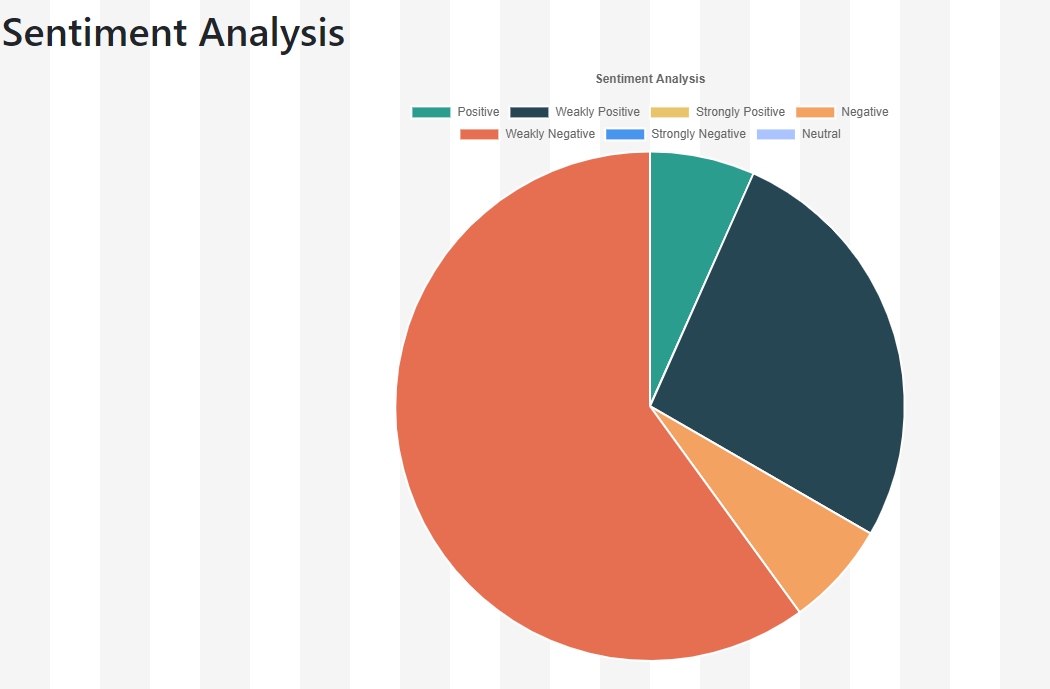 Sentiment Analysis
Sentiment Analysis
Positive Weakly Positive Strongly Positive Negative
Weakly Negative Strongly Negative Neutral